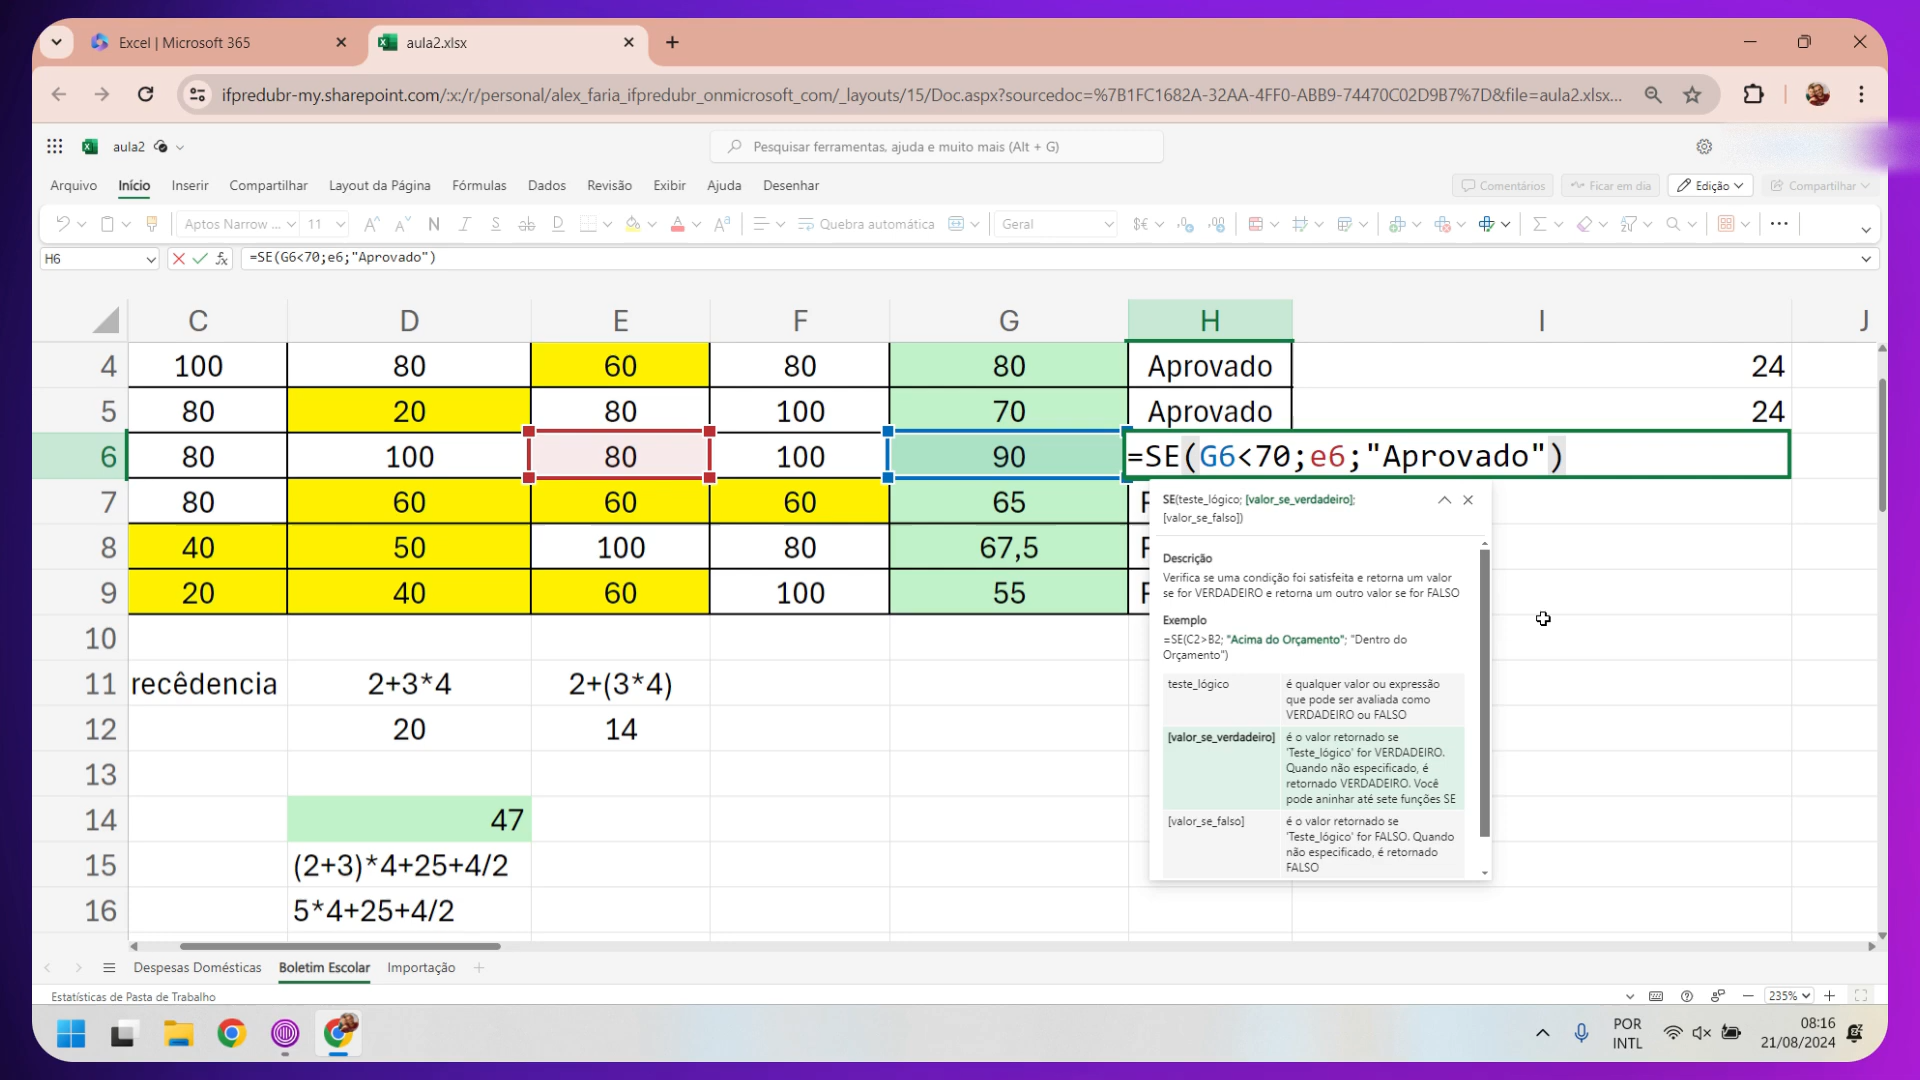 Excel | Microsoft 365
aula2.xlsx
ifpredubr-my.sharepoint.com/:x:/r/personal/alex_faria_ifpredubr_onmicrosoft_com/_layouts/15/Doc.aspx?sourcedoc=%7B1FC1682A-32AA-4FF0-ABB9-74470C02D9B7%7D&file=aula2.xlsx...
aula2
Pesquisar ferramentas, ajuda e muito mais (Alt + G)
Arquivo Início Inserir Compartilhar Layout da Página Fórmulas Dados Revisão Exibir Ajuda Desenhar Comentários Ficar em dia Edição Compartilhar
Aptos Narrow ... 11 N I S ab D A Quebra automática Geral $€ ...
H6 fx =SE(G6<70;e6;"Aprovado")
C D E F G H I J
4 100 80 60 80 80 Aprovado 24
5 80 20 80 100 70 Aprovado 24
6 80 100 80 100 90 =SE(G6<70;e6;"Aprovado")
7 80 60 60 60 65
8 40 50 100 80 67,5
9 20 40 60 100 55
10
11 recêdencia 2+3*4 2+(3*4)
12 20 14
13
14 47
15 (2+3)*4+25+4/2
16 5*4+25+4/2
SE(teste_lógico; [valor_se_verdadeiro];
[valor_se_falso])
Descrição
Verifica se uma condição foi satisfeita e retorna um valor
se for VERDADEIRO e retorna um outro valor se for FALSO
Exemplo
=SE(C2>B2; "Acima do Orçamento"; "Dentro do
Orçamento")
teste_lógico é qualquer valor ou expressão
que pode ser avaliada como
VERDADEIRO ou FALSO
[valor_se_verdadeiro] é o valor retornado se
'Teste_lógico' for VERDADEIRO.
Quando não especificado, é
retornado VERDADEIRO. Você
pode aninhar até sete funções SE
[valor_se_falso] é o valor retornado se
'Teste_lógico' for FALSO. Quando
não especificado, é retornado
FALSO
Despesas Domésticas Boletim Escolar Importação
Estatísticas de Pasta de Trabalho
235%
POR
INTL
08:16
21/08/2024